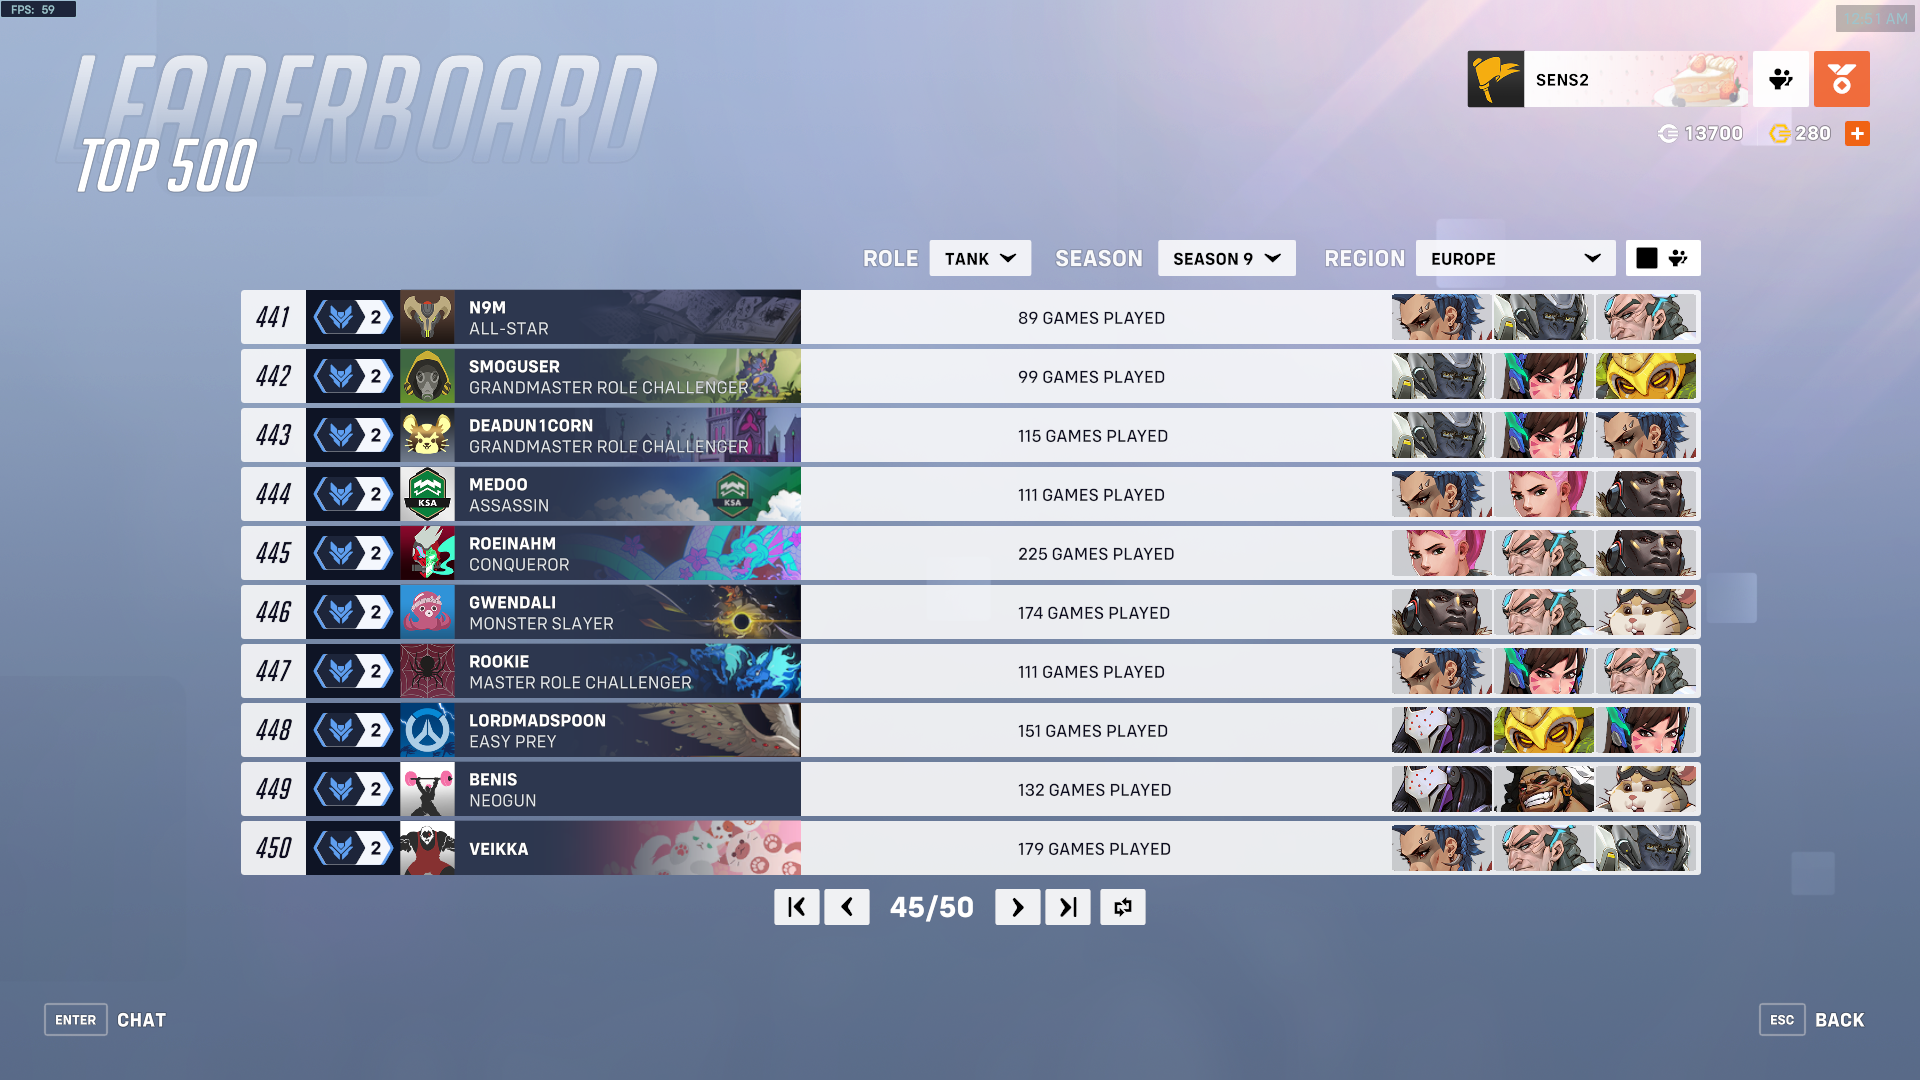 FPS: 59
LEADERBOARD
TOP 500
SENS2
13700
280
ROLE
TANK
SEASON
SEASON 9
REGION
EUROPE
441 2 N9M 89 GAMES PLAYED
ALL-STAR
442 2 SMOGUSER 99 GAMES PLAYED
GRANDMASTER ROLE CHALLENGER
443 2 DEADUN1CORN 115 GAMES PLAYED
GRANDMASTER ROLE CHALLENGER
444 2 KSA MEDOO KSA 111 GAMES PLAYED
ASSASSIN
445 2 ROEINAHM 225 GAMES PLAYED
CONQUEROR
446 2 GWENDALI 174 GAMES PLAYED
MONSTER SLAYER
447 2 ROOKIE 111 GAMES PLAYED
MASTER ROLE CHALLENGER
448 2 LORDMADSPOON 151 GAMES PLAYED
EASY PREY
449 2 BENIS 132 GAMES PLAYED
NEOGUN
450 2 VEIKKA 179 GAMES PLAYED
45/50
ENTER CHAT
ESC BACK